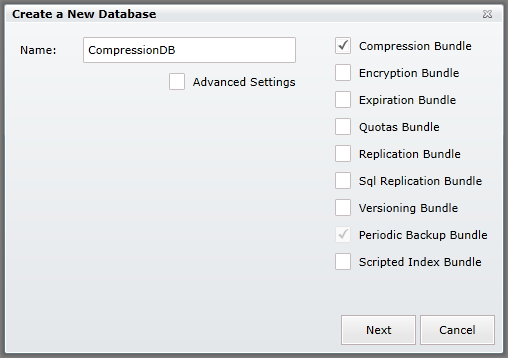 Create a New Database
Name:
CompressionDB
Advanced Settings
Compression Bundle
Encryption Bundle
Expiration Bundle
Quotas Bundle
Replication Bundle
Sql Replication Bundle
Versioning Bundle
Periodic Backup Bundle
Scripted Index Bundle
Next
Cancel